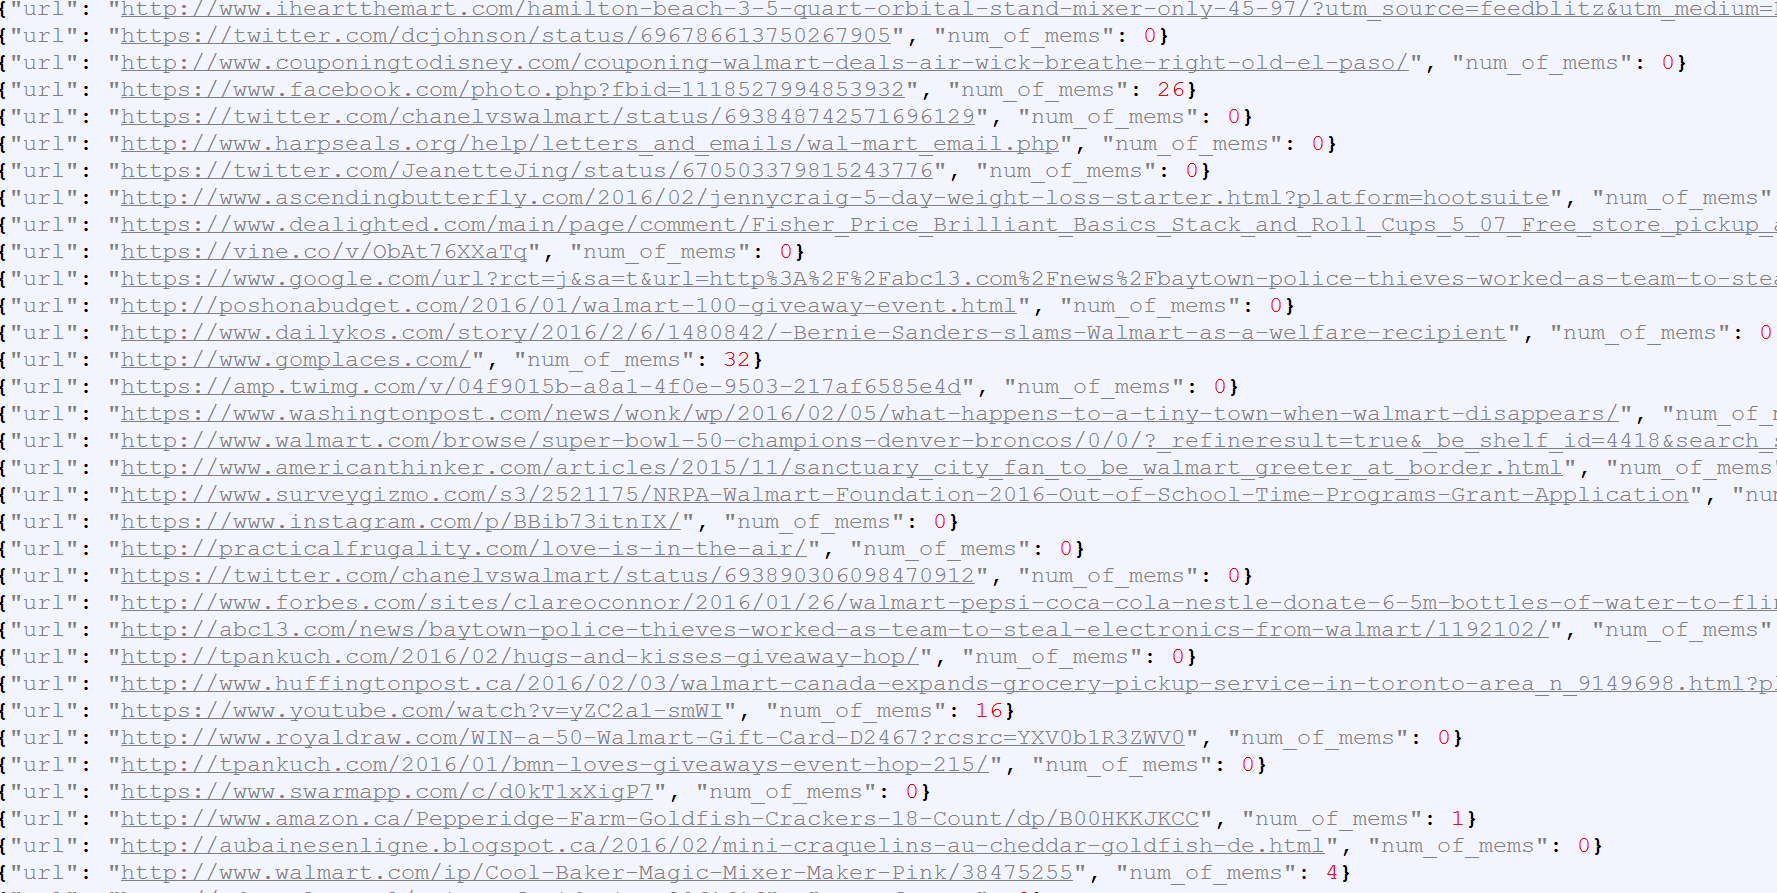 {"url": "http://www.iheartthemart.com/hamilton-beach-3-5-quart-orbital-stand-mixer-only-45-97/?utm_source=feedblitz&utm_medium=
{"url": "https://twitter.com/dcjohnson/status/696786613750267905", "num_of_mems": 0}
{"url": "http://www.couponingtodisney.com/couponing-walmart-deals-air-wick-breathe-right-old-el-paso/", "num_of_mems": 0}
{"url": "https://www.facebook.com/photo.php?fbid=1118527994853932", "num_of_mems": 26}
{"url": "https://twitter.com/chanelvswalmart/status/693848742571696129", "num_of_mems": 0}
{"url": "http://www.harpseals.org/help/letters_and_emails/wal-mart_email.php", "num_of_mems": 0}
{"url": "https://twitter.com/JeanetteJing/status/670503379815243776", "num_of_mems": 0}
{"url": "http://www.ascendingbutterfly.com/2016/02/jennycraig-5-day-weight-loss-starter.html?platform=hootsuite", "num_of_mems"
{"url": "https://www.dealighted.com/main/page/comment/Fisher_Price_Brilliant_Basics_Stack_and_Roll_Cups_5_07_Free_store_pickup_a
{"url": "https://vine.co/v/ObAt76XXaTq", "num_of_mems": 0}
{"url": "https://www.google.com/url?rct=j&sa=t&url=http%3A%2F%2Fabc13.com%2Fnews%2Fbaytown-police-thieves-worked-as-team-to-stea
{"url": "http://poshonabudget.com/2016/01/walmart-100-giveaway-event.html", "num_of_mems": 0}
{"url": "http://www.dailykos.com/story/2016/2/6/1480842/-Bernie-Sanders-slams-Walmart-as-a-welfare-recipient", "num_of_mems": 0
{"url": "http://www.gomplaces.com/", "num_of_mems": 32}
{"url": "https://amp.twimg.com/v/04f9015b-a8a1-4f0e-9503-217af6585e4d", "num_of_mems": 0}
{"url": "https://www.washingtonpost.com/news/wonk/wp/2016/02/05/what-happens-to-a-tiny-town-when-walmart-disappears/", "num_of_m
{"url": "http://www.walmart.com/browse/super-bowl-50-champions-denver-broncos/0/0/?_refineresult=true&_be_shelf_id=4418&search_s
{"url": "http://www.americanthinker.com/articles/2015/11/sanctuary_city_fan_to_be_walmart_greeter_at_border.html", "num_of_mems"
{"url": "http://www.surveygizmo.com/s3/2521175/NRPA-Walmart-Foundation-2016-Out-of-School-Time-Programs-Grant-Application", "num
{"url": "https://www.instagram.com/p/BBib73itnIX/", "num_of_mems": 0}
{"url": "http://practicalfrugality.com/love-is-in-the-air/", "num_of_mems": 0}
{"url": "https://twitter.com/chanelvswalmart/status/693890306098470912", "num_of_mems": 0}
{"url": "http://www.forbes.com/sites/clareoconnor/2016/01/26/walmart-pepsi-coca-cola-nestle-donate-6-5m-bottles-of-water-to-flin
{"url": "http://abc13.com/news/baytown-police-thieves-worked-as-team-to-steal-electronics-from-walmart/1192102/", "num_of_mems"
{"url": "http://tpankuch.com/2016/02/hugs-and-kisses-giveaway-hop/", "num_of_mems": 0}
{"url": "http://www.huffingtonpost.ca/2016/02/03/walmart-canada-expands-grocery-pickup-service-in-toronto-area_n_9149698.html?pl
{"url": "https://www.youtube.com/watch?v=yZC2a1-smWI", "num_of_mems": 16}
{"url": "http://www.royaldraw.com/WIN-a-50-Walmart-Gift-Card-D2467?rcsrc=YXV0b1R3ZWV0", "num_of_mems": 0}
{"url": "http://tpankuch.com/2016/01/bmn-loves-giveaways-event-hop-215/", "num_of_mems": 0}
{"url": "https://www.swarmapp.com/c/d0kT1xXigP7", "num_of_mems": 0}
{"url": "http://www.amazon.ca/Pepperidge-Farm-Goldfish-Crackers-18-Count/dp/B00HKKJKCC", "num_of_mems": 1}
{"url": "http://aubainesenligne.blogspot.ca/2016/02/mini-craquelins-au-cheddar-goldfish-de.html", "num_of_mems": 0}
{"url": "http://www.walmart.com/ip/Cool-Baker-Magic-Mixer-Maker-Pink/38475255", "num_of_mems": 4}